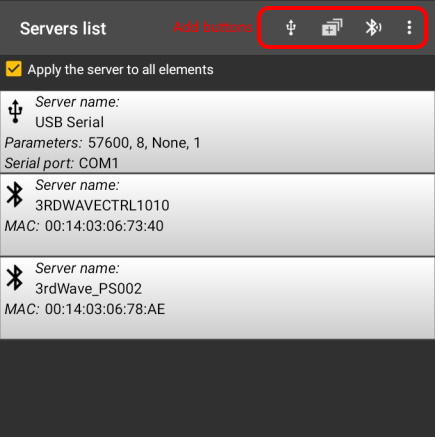 Servers list
Add buttons
Apply the server to all elements
Server name:
USB Serial
Parameters: 57600, 8, None, 1
Serial port: COM1
Server name:
3RDWAVECTRL1010
MAC: 00:14:03:06:73:40
Server name:
3rdWave_PS002
MAC: 00:14:03:06:78:AE